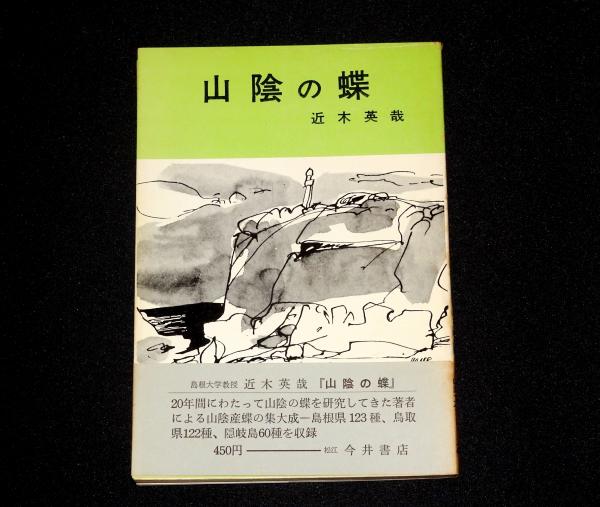 山陰の蝶
近木英哉
島根大学教授 近木英哉『山陰の蝶』
20年間にわたって山陰の蝶を研究してきた著者
による山陰産蝶の集大成―島根県123種、鳥取
県122種、隠岐島60種を収録
450円――――松江 今井書店